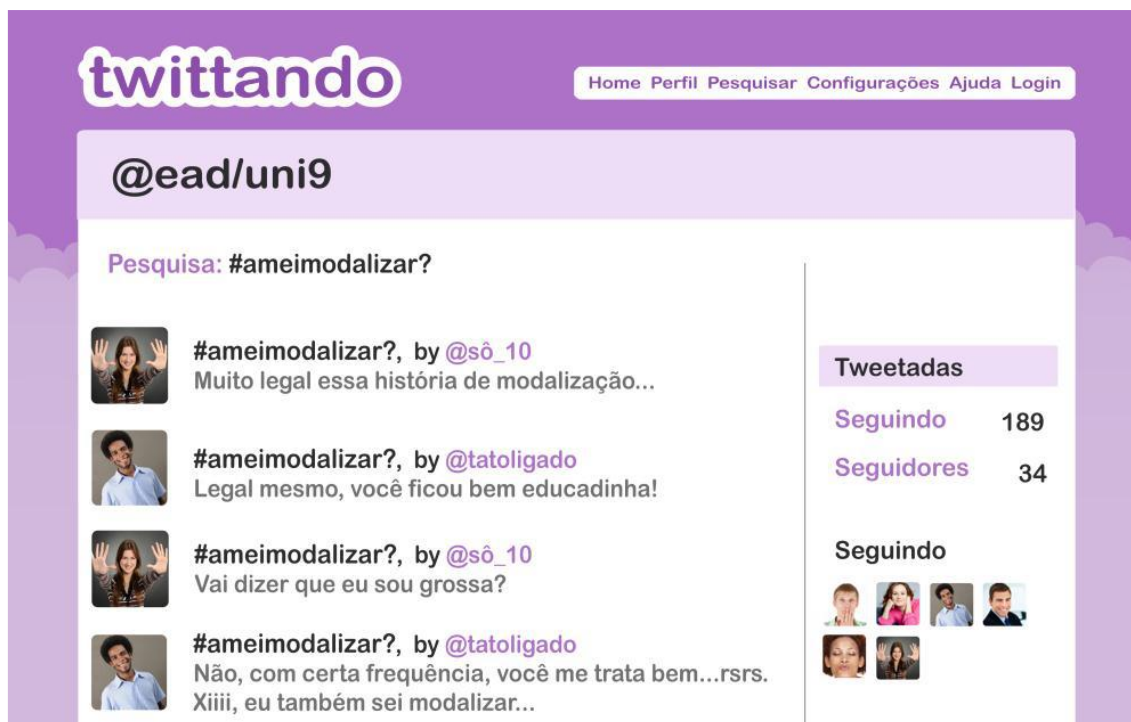 twittando
Home Perfil Pesquisar Configurações Ajuda Login
@ead/uni9
Pesquisa: #ameimodalizar?
#ameimodalizar?, by @sô_10
Muito legal essa história de modalização...
#ameimodalizar?, by @tatoligado
Legal mesmo, você ficou bem educadinha!
#ameimodalizar?, by @sô_10
Vai dizer que eu sou grossa?
#ameimodalizar?, by @tatoligado
Não, com certa frequência, você me trata bem...rsrs.
Xiiii, eu também sei modalizar...
Tweetadas
Seguindo 189
Seguidores 34
Seguindo